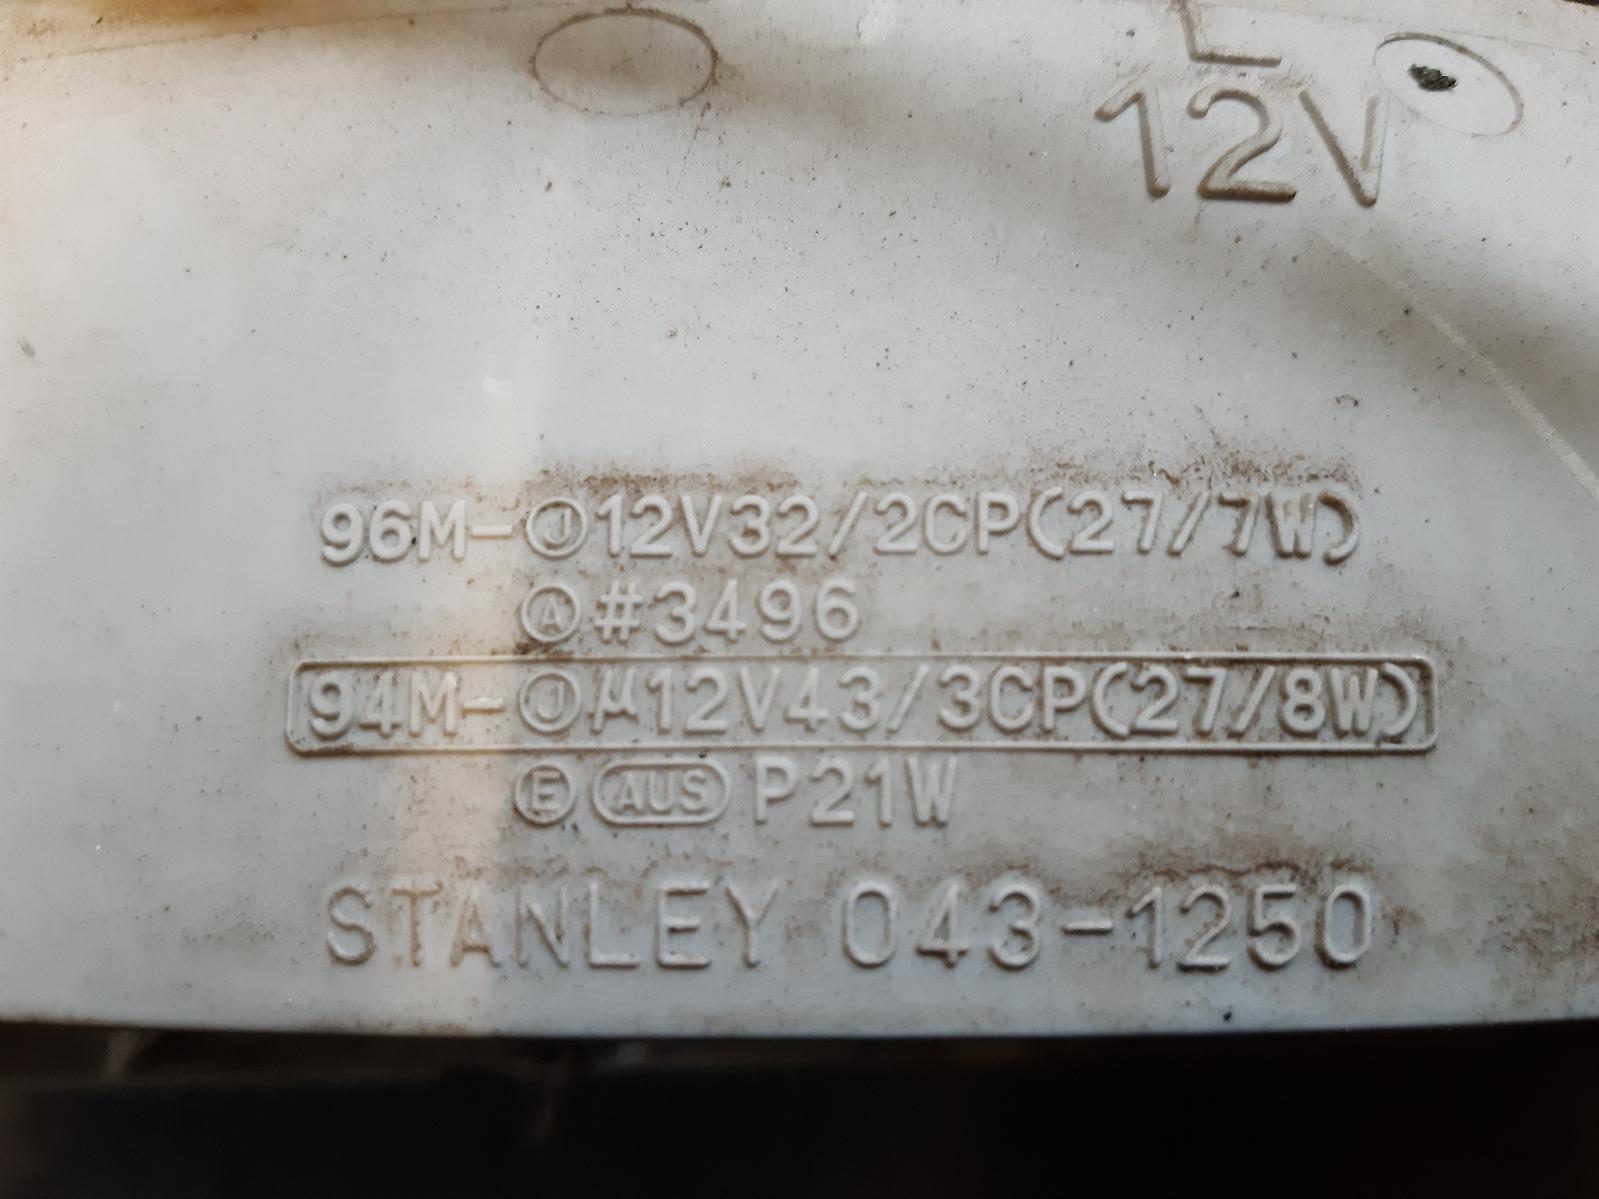 L
12V
96M-Ⓙ12V32/2CP(27/7W)
Ⓐ#3496
94M-Ⓙμ12V43/3CP(27/8W)
Ⓔ AUS P21W
STANLEY 043-1250